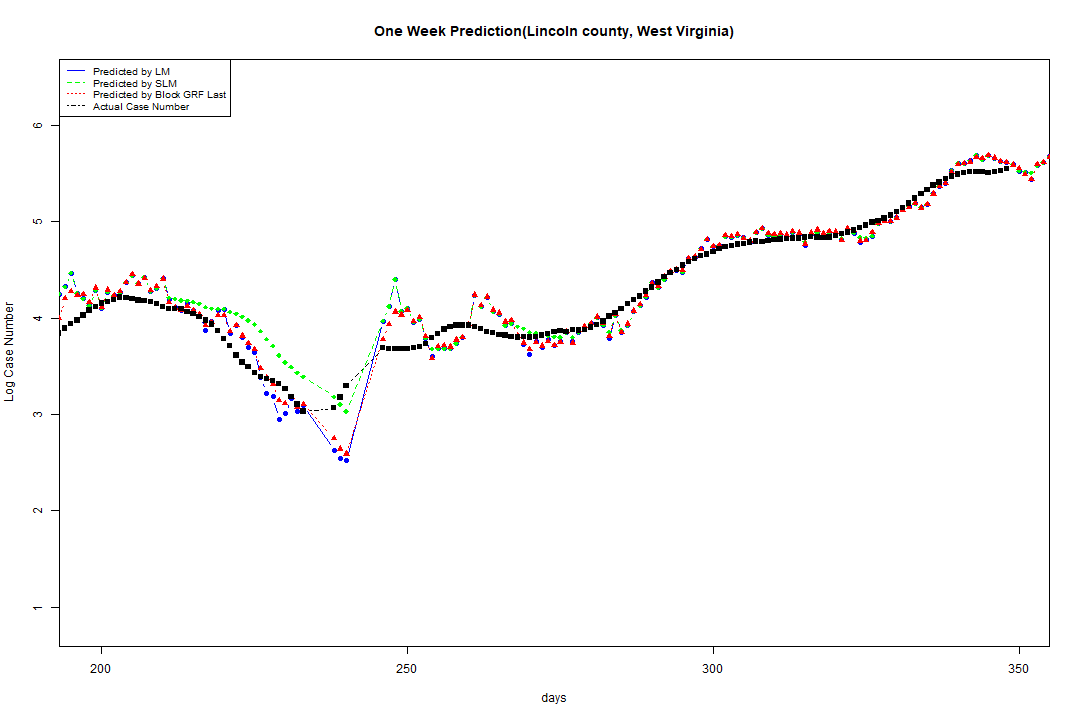 One Week Prediction(Lincoln county, West Virginia)
Predicted by LM
Predicted by SLM
Predicted by Block GRF Last
Actual Case Number
6
5
4
3
2
1
Log Case Number
200 250 300 350
days